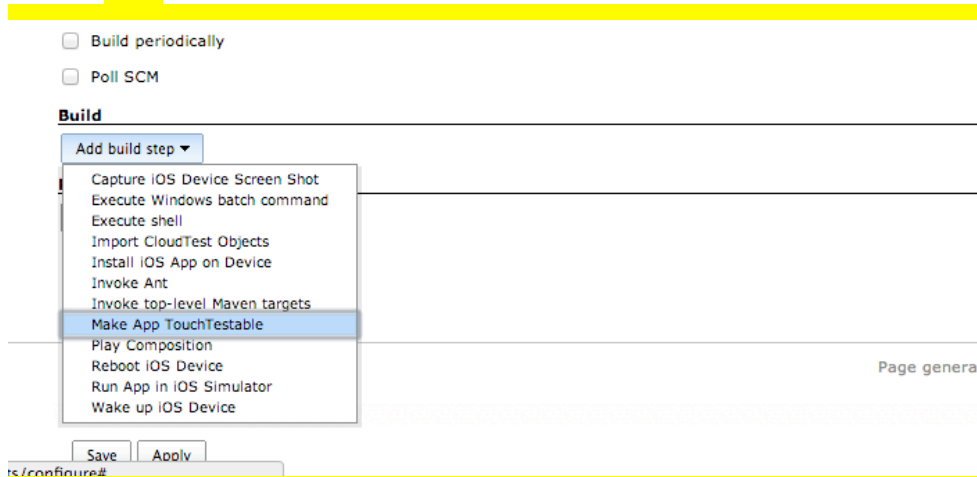 Build periodically
Poll SCM
Build
Add build step
Capture iOS Device Screen Shot
Execute Windows batch command
Execute shell
Import CloudTest Objects
Install iOS App on Device
Invoke Ant
Invoke top-level Maven targets
Make App TouchTestable
Play Composition
Reboot iOS Device
Run App in iOS Simulator
Wake up iOS Device
Page genera
Save Apply
ts/configure#